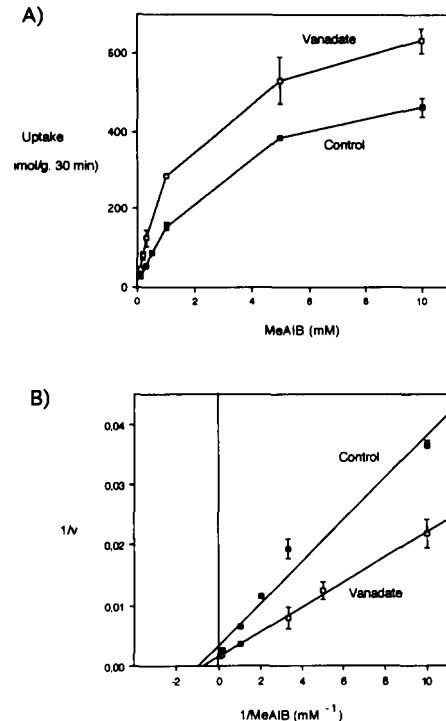 A)
Vanadate
Control
Uptake
(nmol/g. 30 min)
600
400
200
0
0 2 4 6 8 10
MeAIB (mM)
B)
Control
Vanadate
1/v
0,04
0,03
0,02
0,01
0,00
-2 0 2 4 6 8 10
1/MeAIB (mM⁻¹)